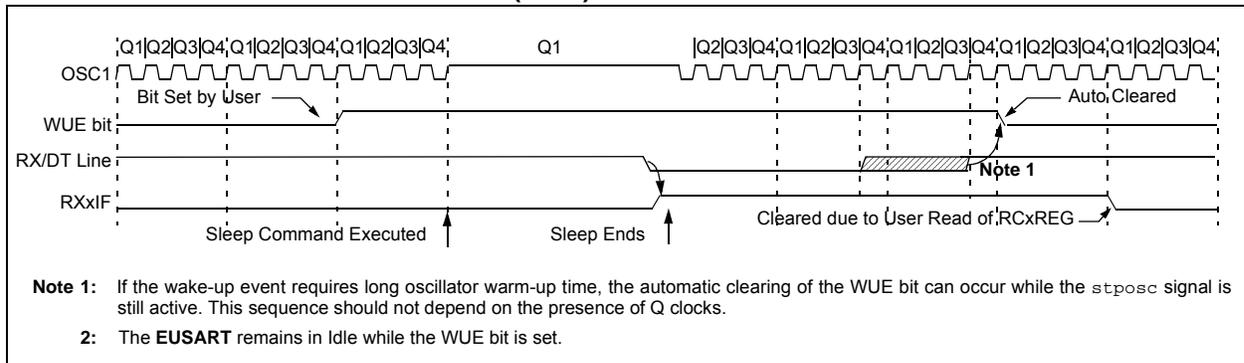 Q1|Q2|Q3|Q4|Q1|Q2|Q3|Q4|Q1|Q2|Q3|Q4 Q1 |Q2|Q3|Q4|Q1|Q2|Q3|Q4|Q1|Q2|Q3|Q4|Q1|Q2|Q3|Q4|Q1|Q2|Q3|Q4
OSC1
Bit Set by User Auto Cleared
WUE bit
RX/DT Line
Note 1
RXxIF
Cleared due to User Read of RCxREG
Sleep Command Executed Sleep Ends
Note 1: If the wake-up event requires long oscillator warm-up time, the automatic clearing of the WUE bit can occur while the stposc signal is
still active. This sequence should not depend on the presence of Q clocks.
2: The EUSART remains in Idle while the WUE bit is set.